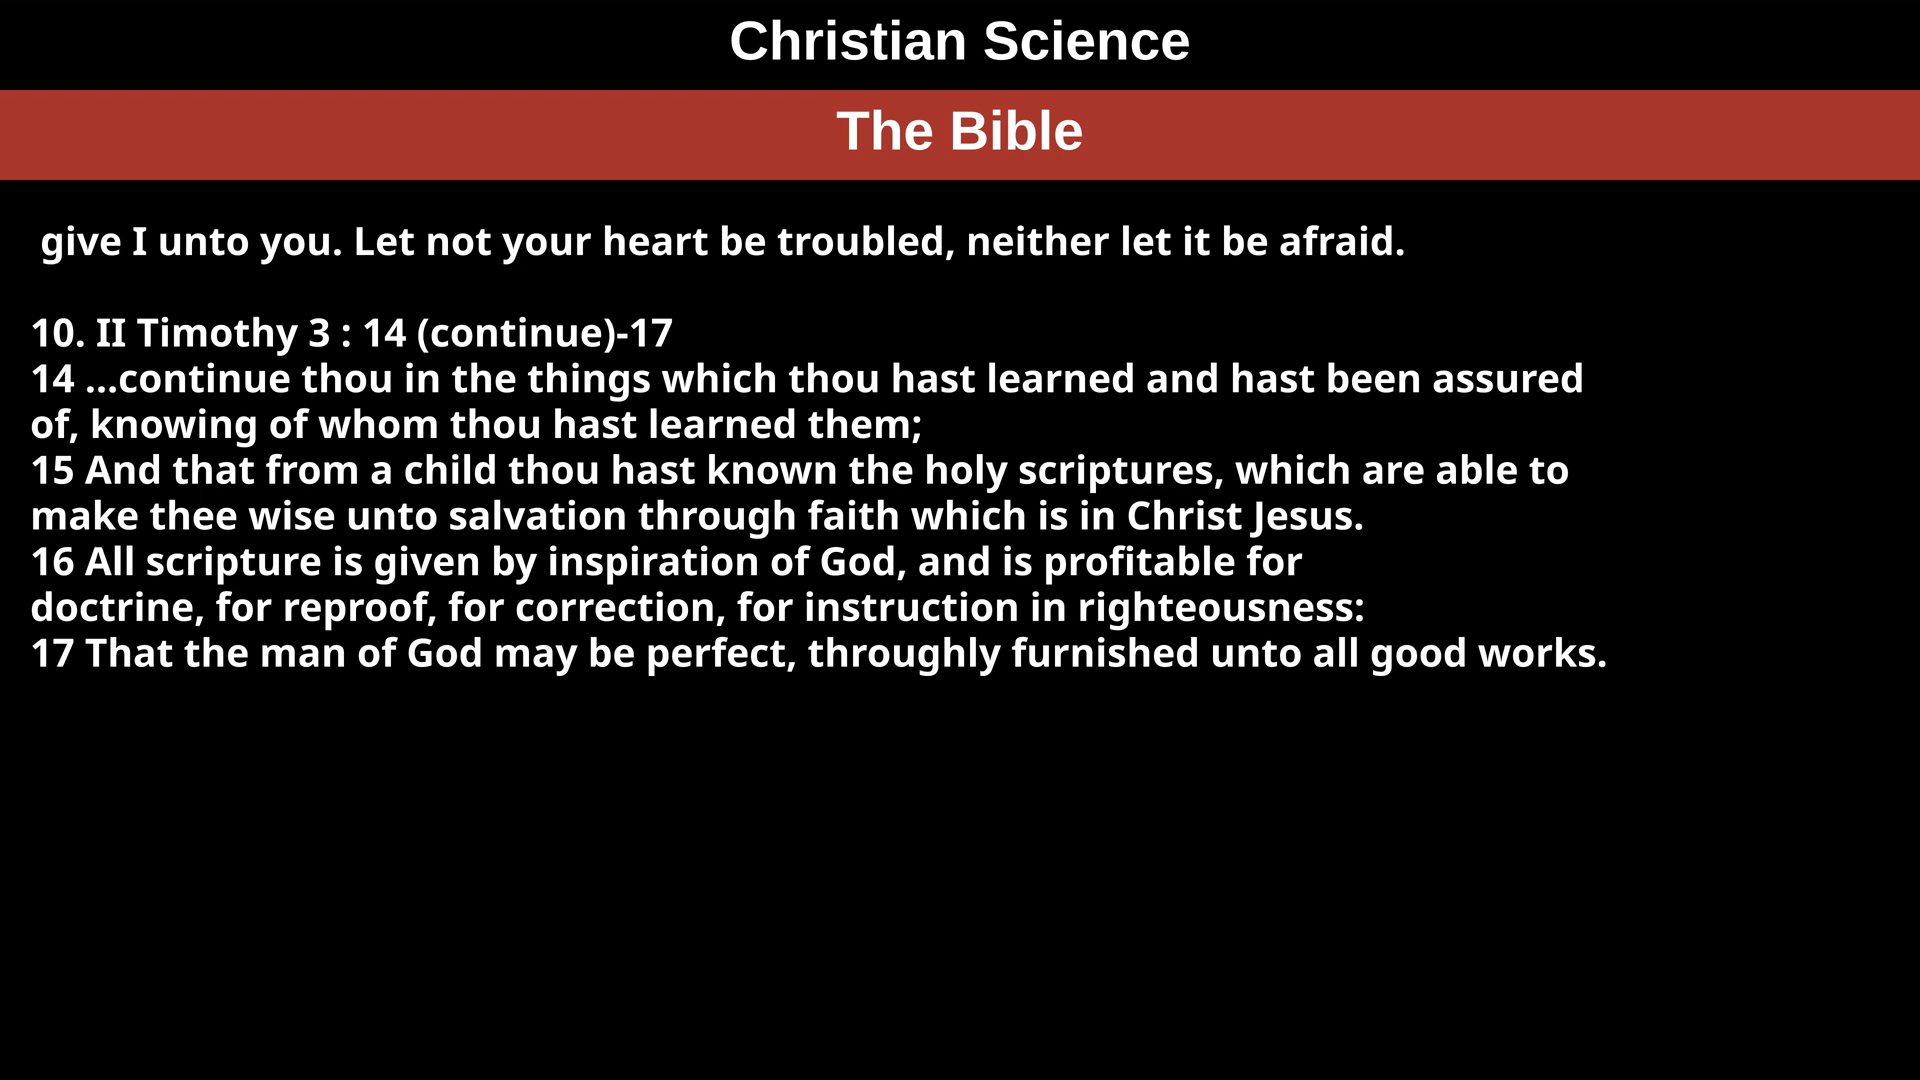 Christian Science
The Bible
give I unto you. Let not your heart be troubled, neither let it be afraid.
10. II Timothy 3 : 14 (continue)-17
14 ...continue thou in the things which thou hast learned and hast been assured
of, knowing of whom thou hast learned them;
15 And that from a child thou hast known the holy scriptures, which are able to
make thee wise unto salvation through faith which is in Christ Jesus.
16 All scripture is given by inspiration of God, and is profitable for
doctrine, for reproof, for correction, for instruction in righteousness:
17 That the man of God may be perfect, throughly furnished unto all good works.